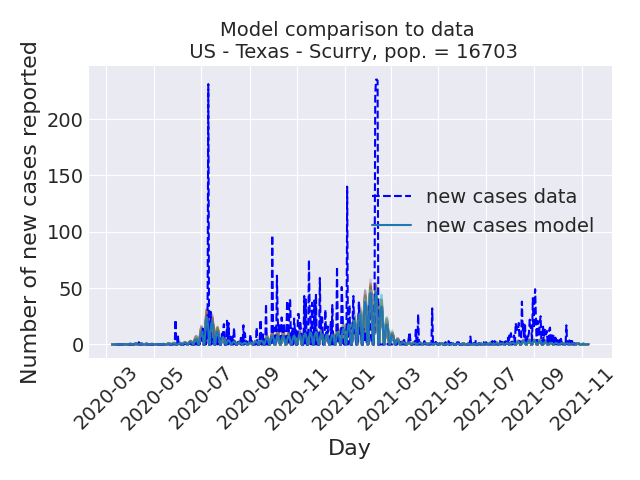 Model comparison to data
US - Texas - Scurry, pop. = 16703
Number of new cases reported
200
150
100
50
0
new cases data
new cases model
2020-03
2020-05
2020-07
2020-09
2020-11
2021-01
2021-03
2021-05
2021-07
2021-09
2021-11
Day